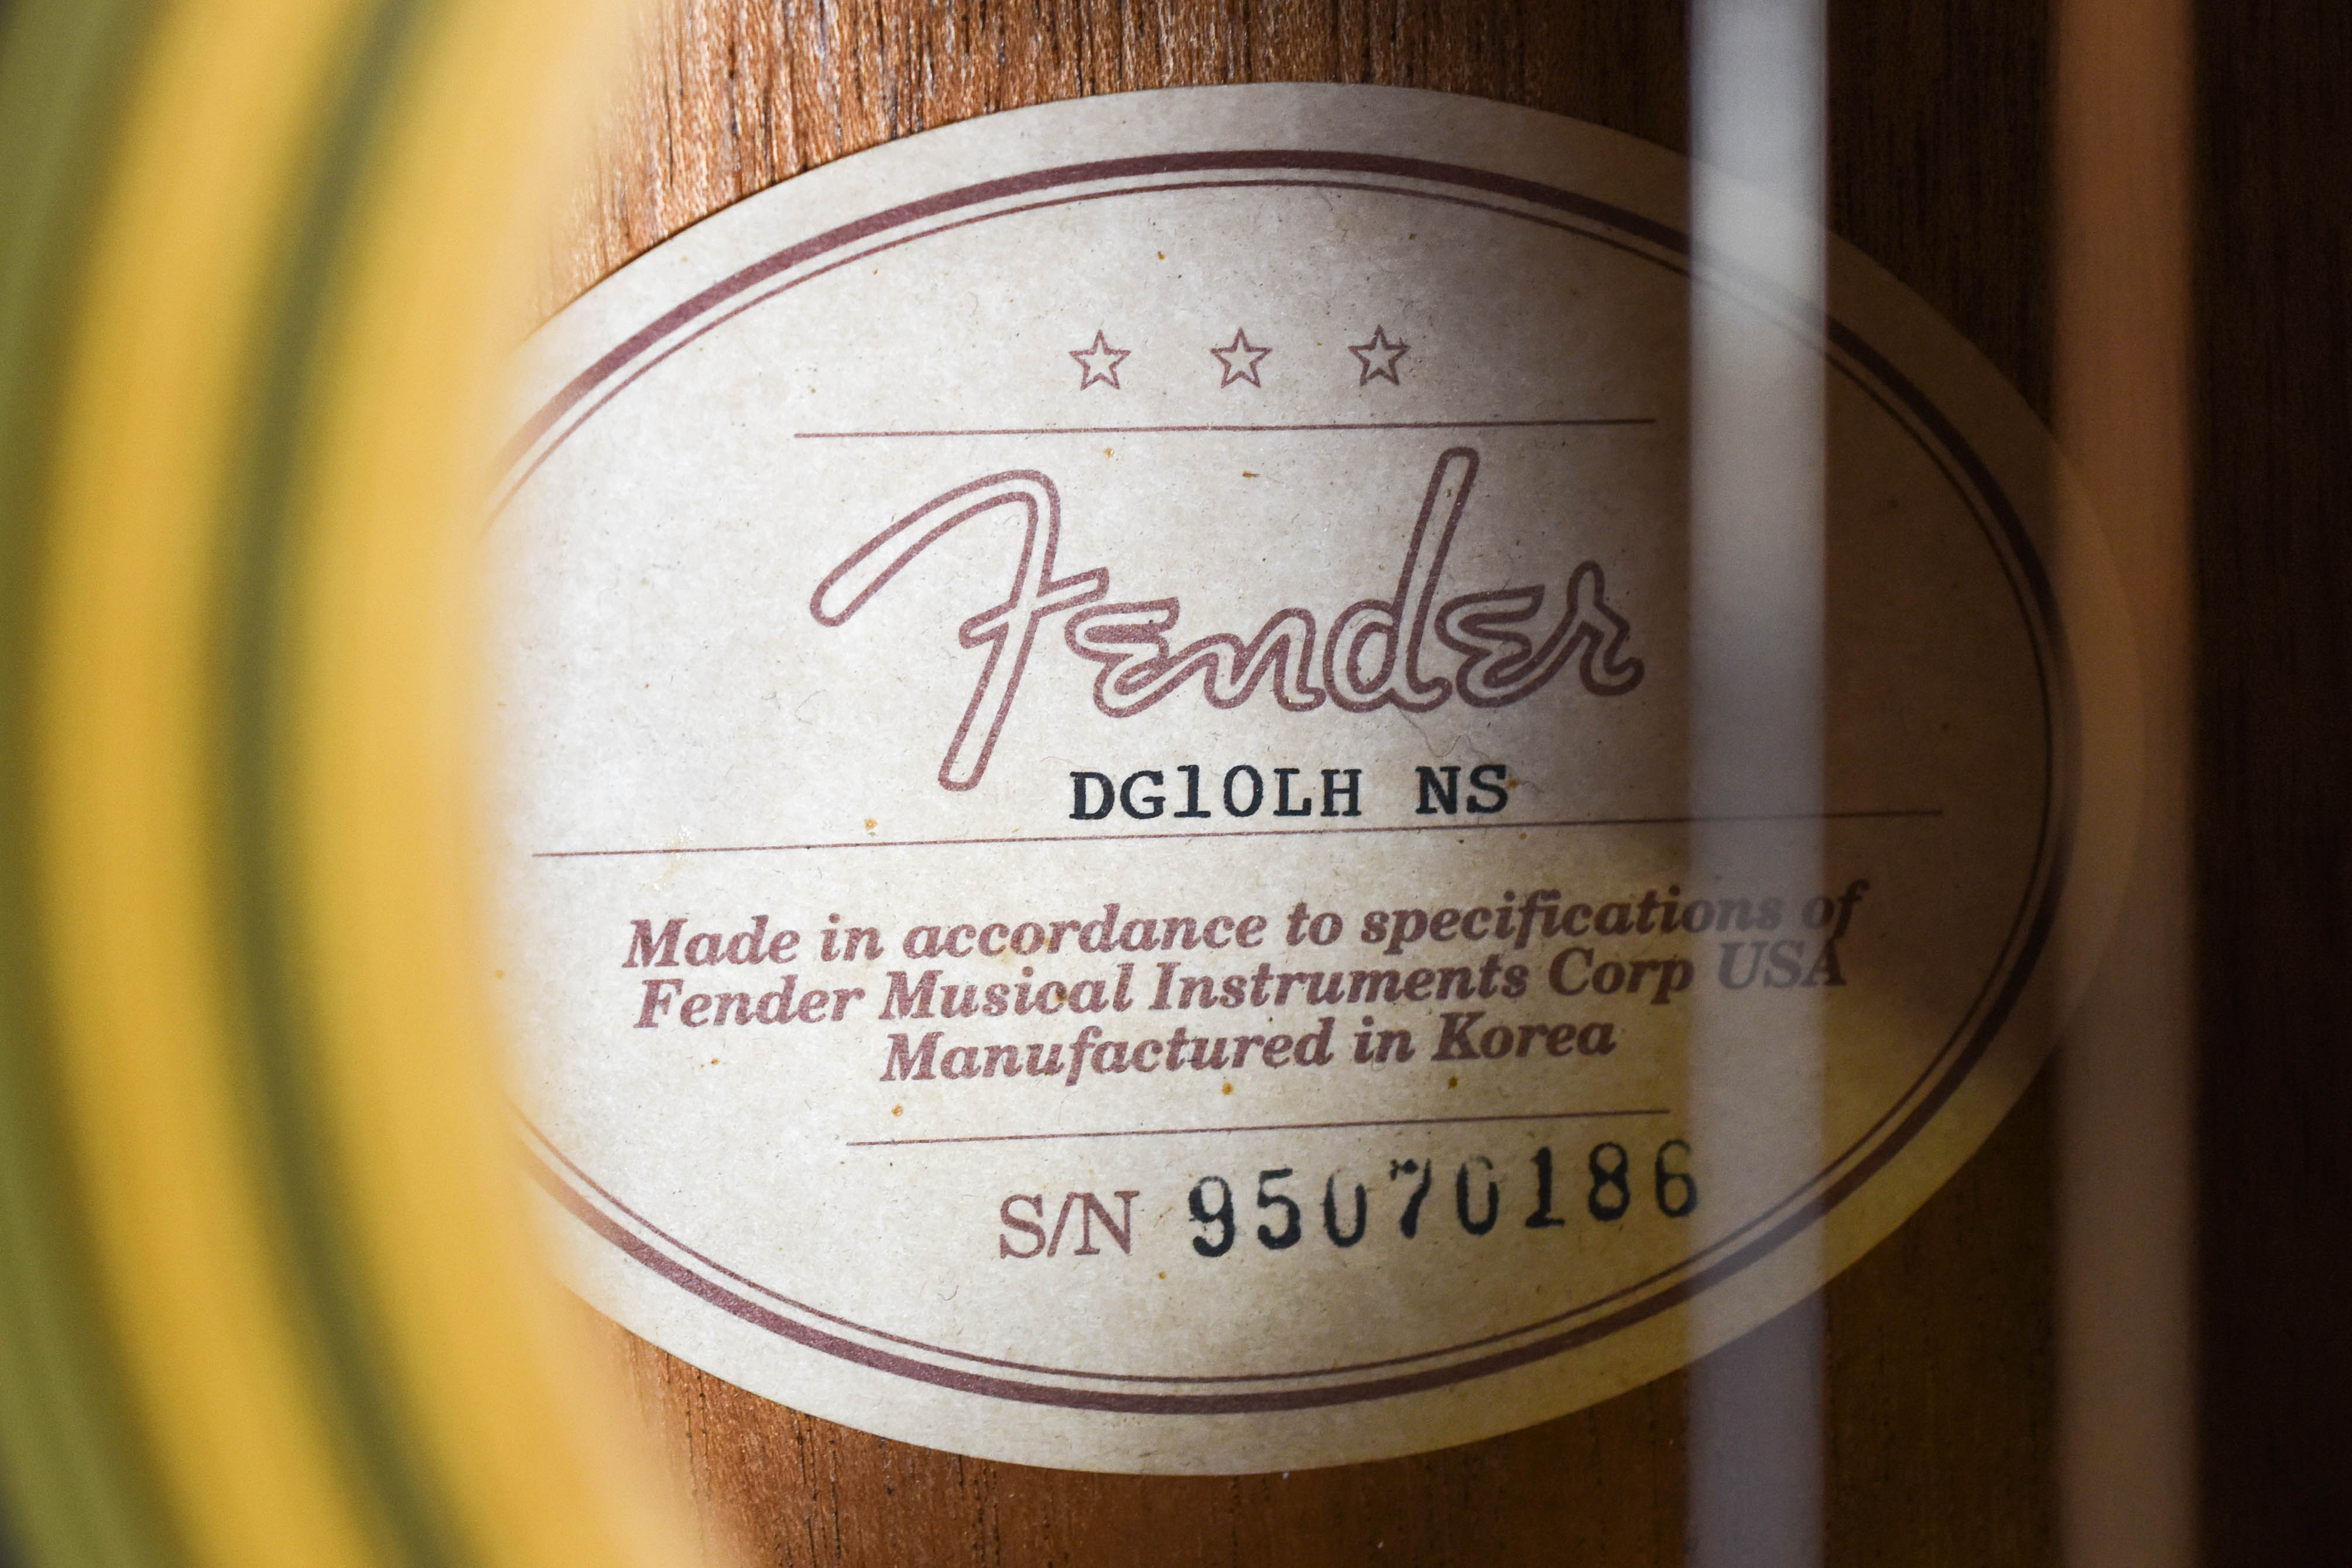 Fender
DG10LH NS
Made in accordance to specifications of
Fender Musical Instruments Corp USA
Manufactured in Korea
S/N 95070186